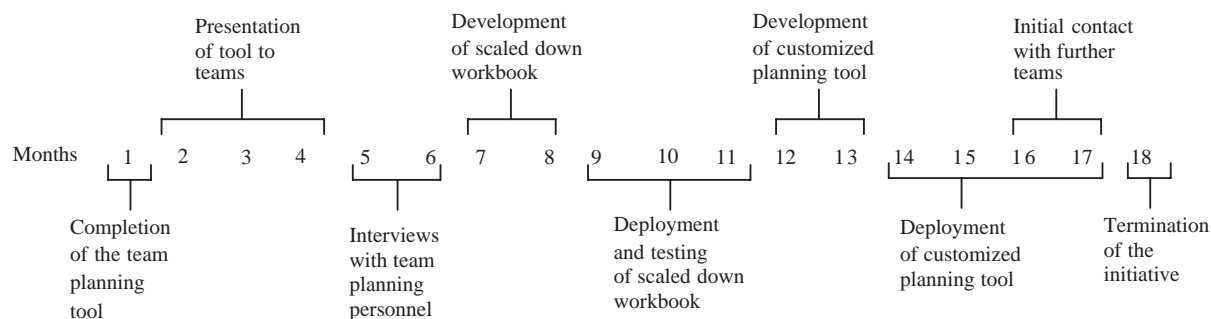 Presentation
of tool to
teams
Development
of scaled down
workbook
Development
of customized
planning tool
Initial contact
with further
teams
Months 1 2 3 4 5 6 7 8 9 10 11 12 13 14 15 16 17 18
Completion
of the team
planning
tool
Interviews
with team
planning
personnel
Deployment
and testing
of scaled down
workbook
Deployment
of customized
planning tool
Termination
of the
initiative